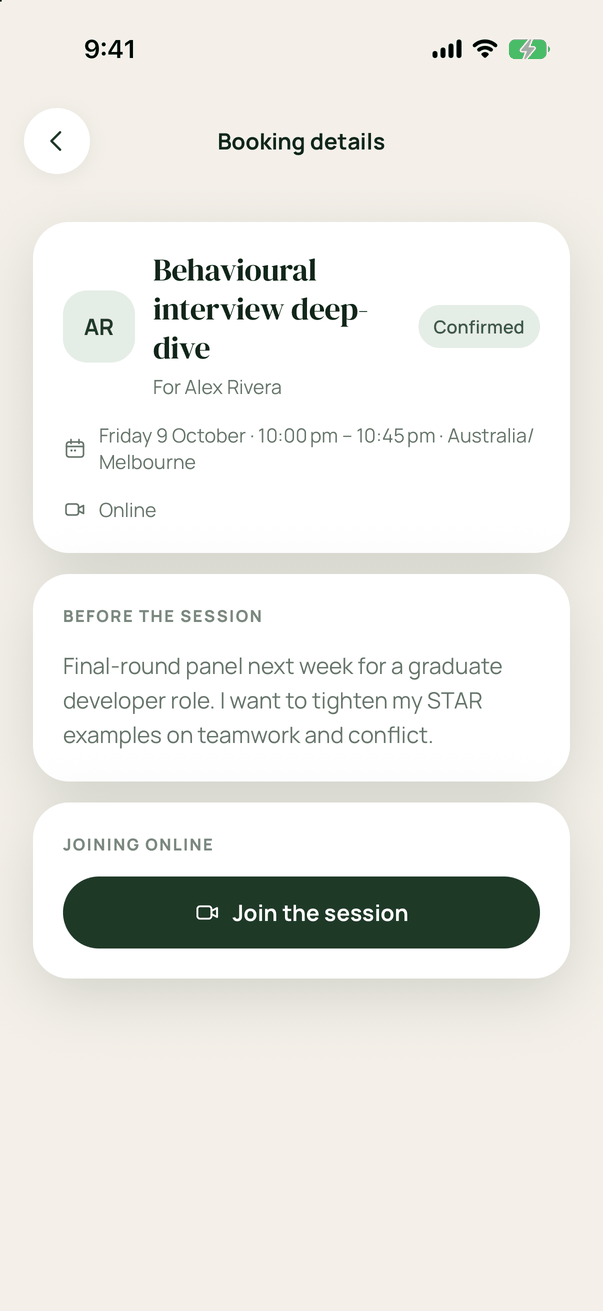 9:41
Booking details
Behavioural
interview deep-
dive
AR
Confirmed
For Alex Rivera
Friday 9 October · 10:00 pm – 10:45 pm · Australia/
Melbourne
Online
BEFORE THE SESSION
Final-round panel next week for a graduate
developer role. I want to tighten my STAR
examples on teamwork and conflict.
JOINING ONLINE
Join the session